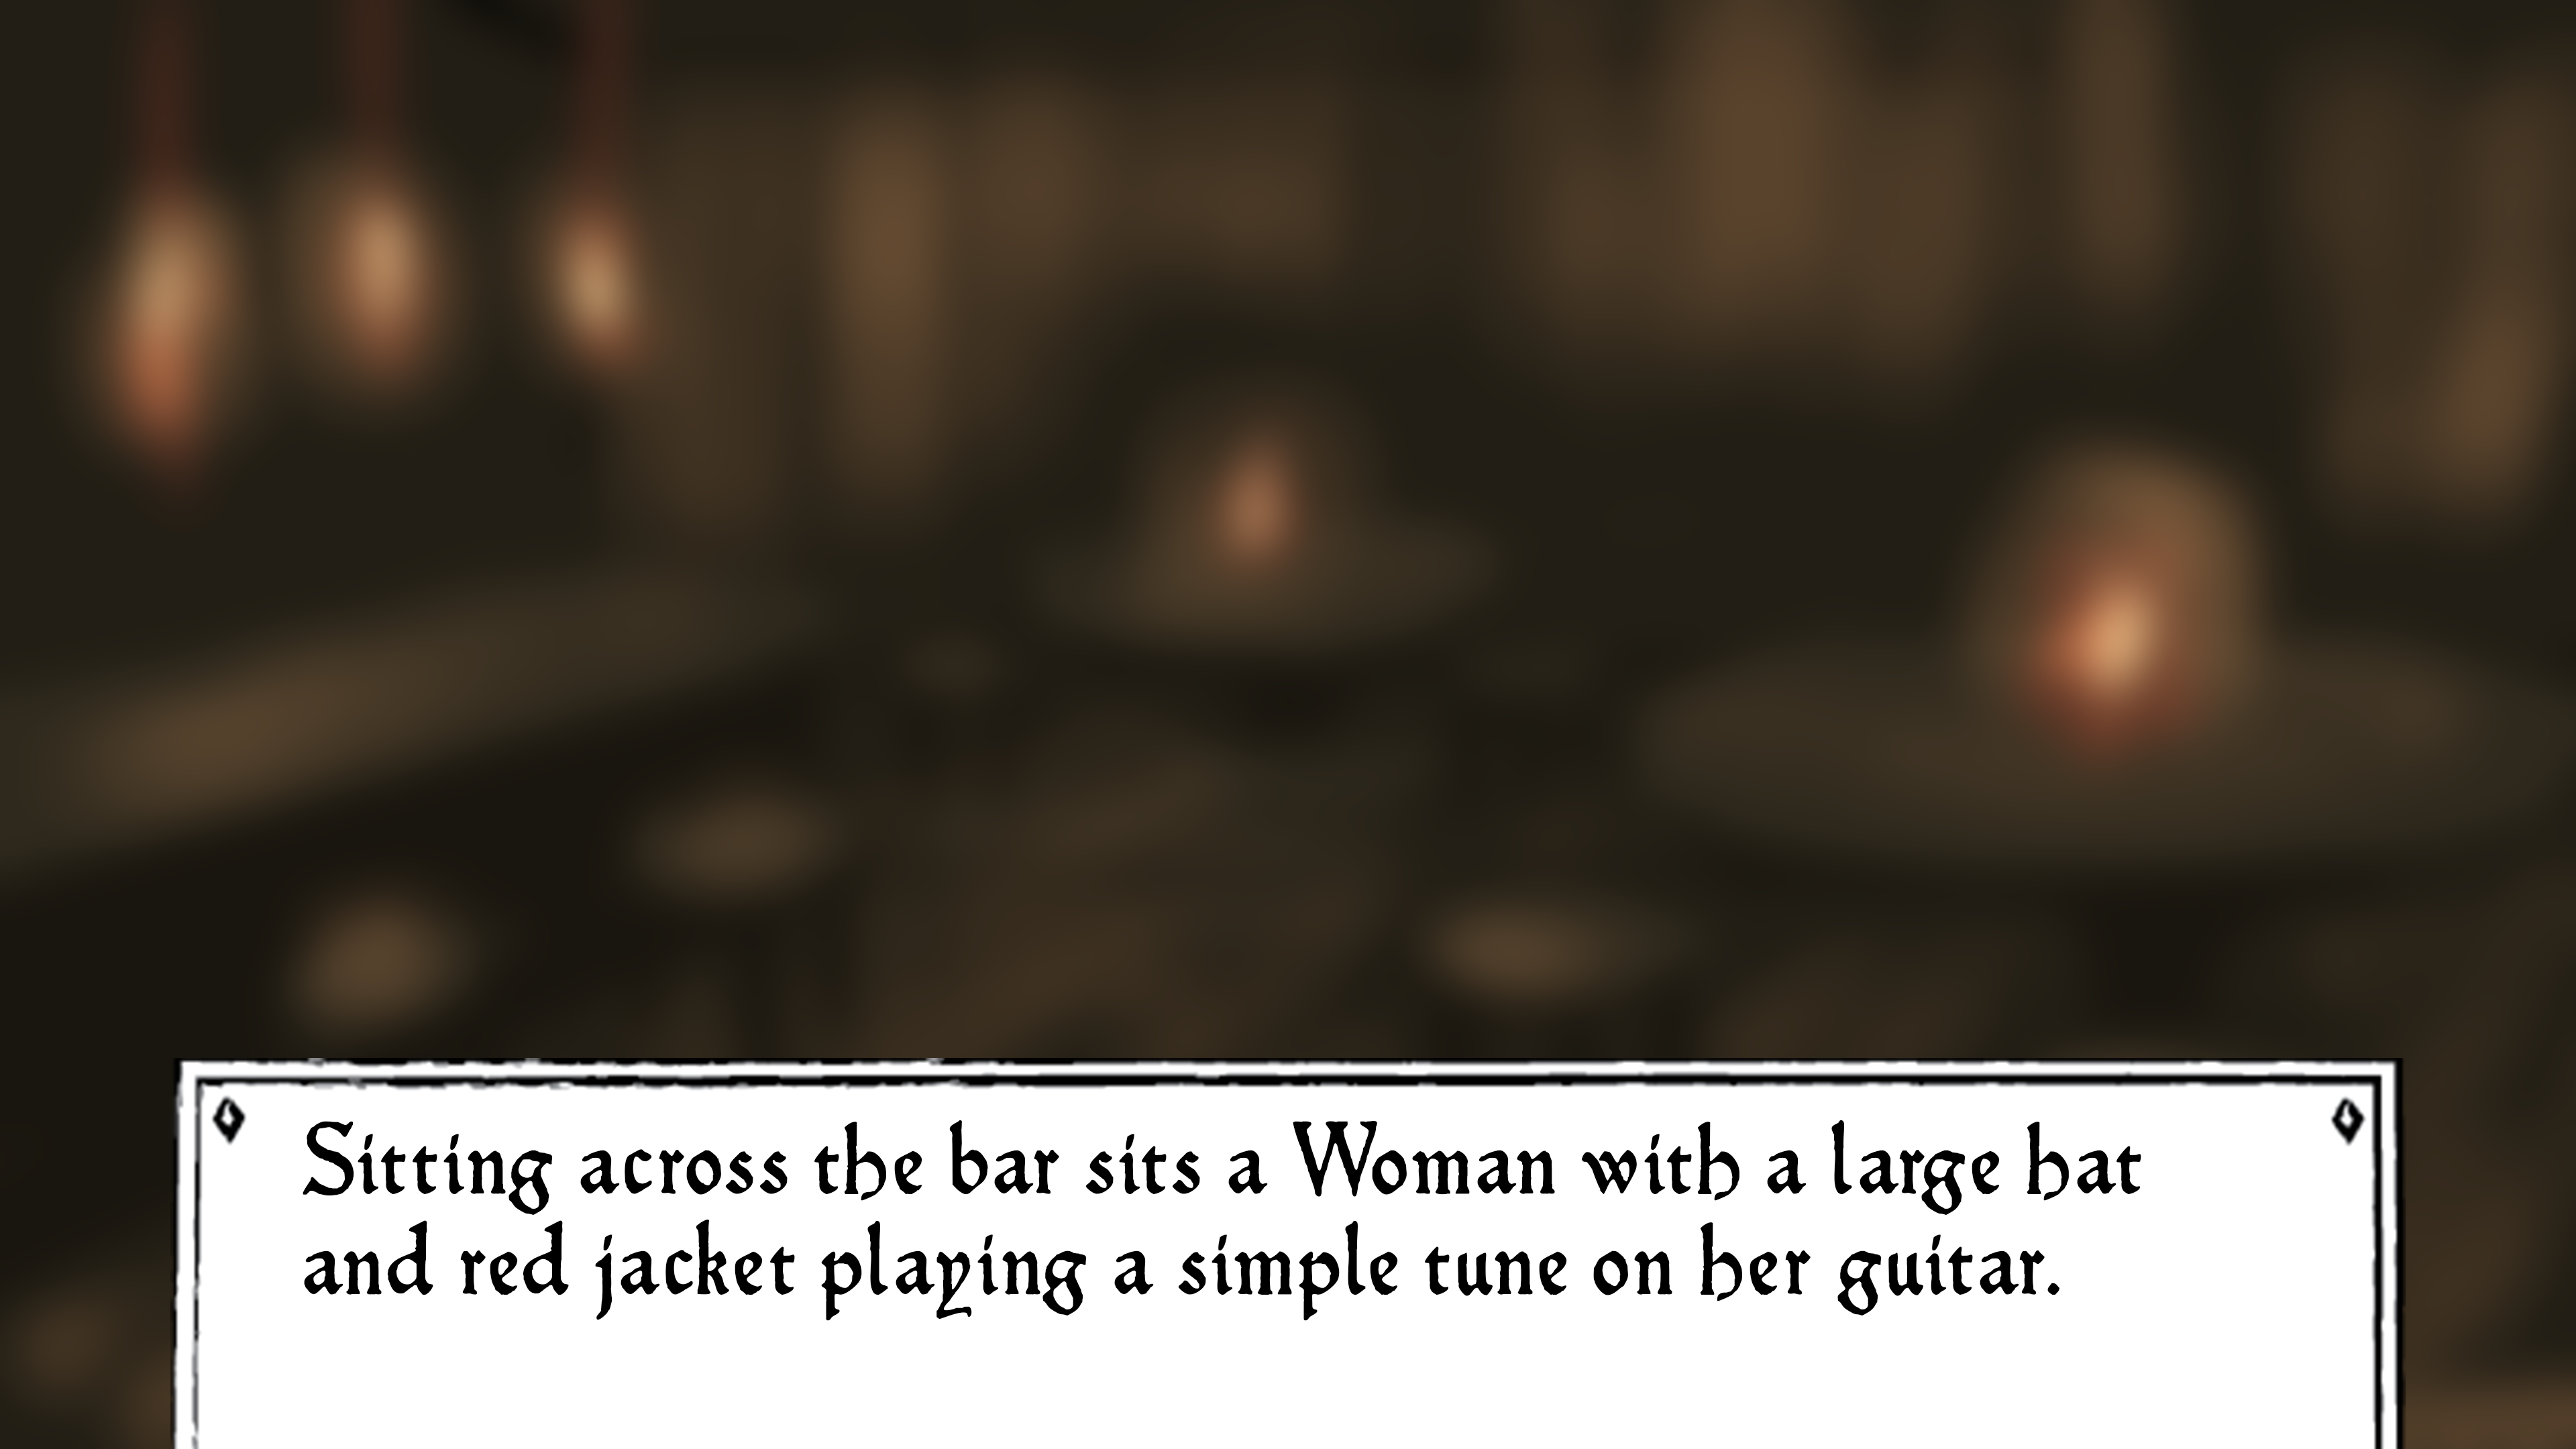 Sitting across the bar sits a Woman with a large hat
and red jacket playing a simple tune on her guitar.